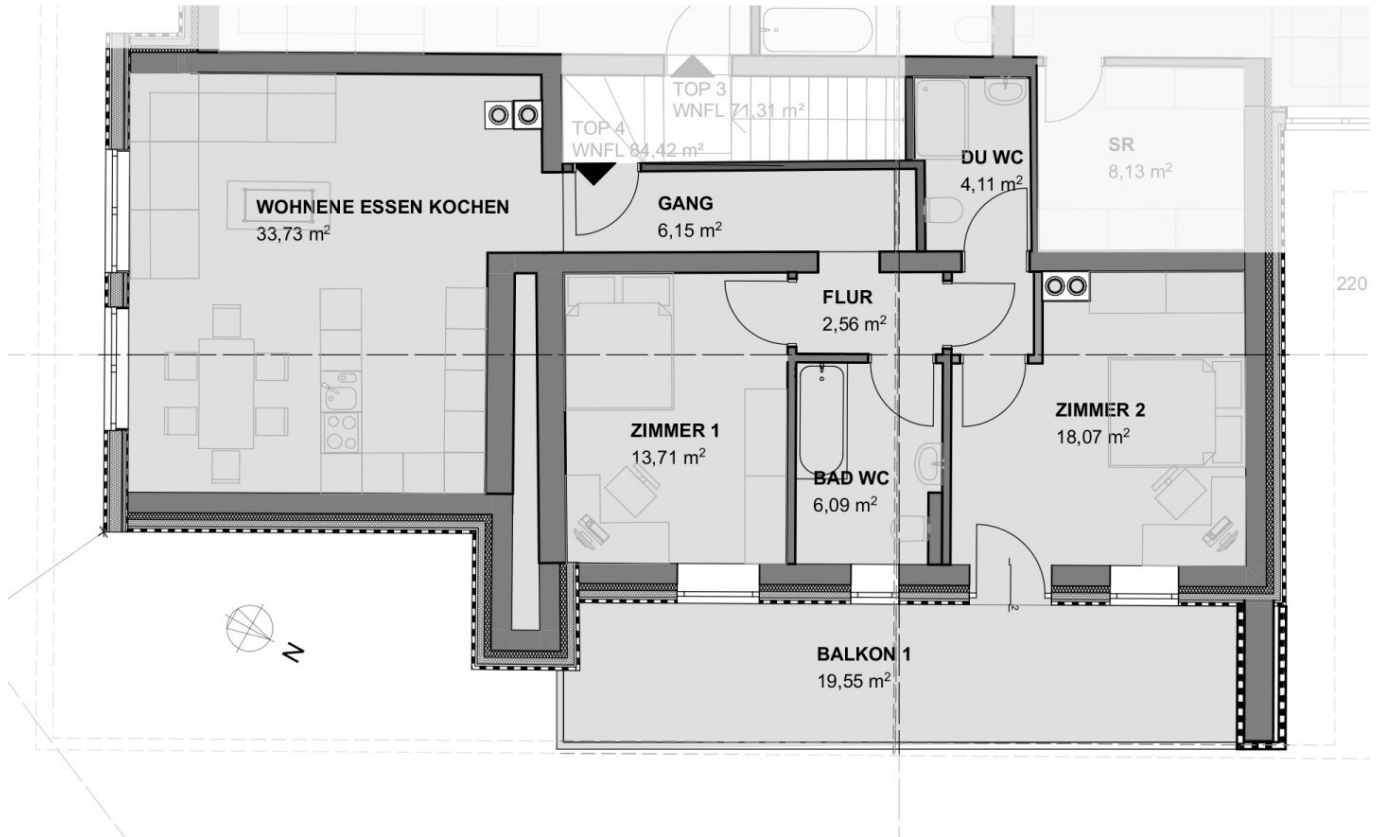 TOP 3
WNFL 71,31 m²
TOP 4
WNFL 84,42 m²
DU WC
4,11 m²
SR
8,13 m²
WOHNENE ESSEN KOCHEN
33,73 m²
GANG
6,15 m²
220
FLUR
2,56 m²
ZIMMER 1
13,71 m²
ZIMMER 2
18,07 m²
BAD WC
6,09 m²
2
N
BALKON 1
19,55 m²